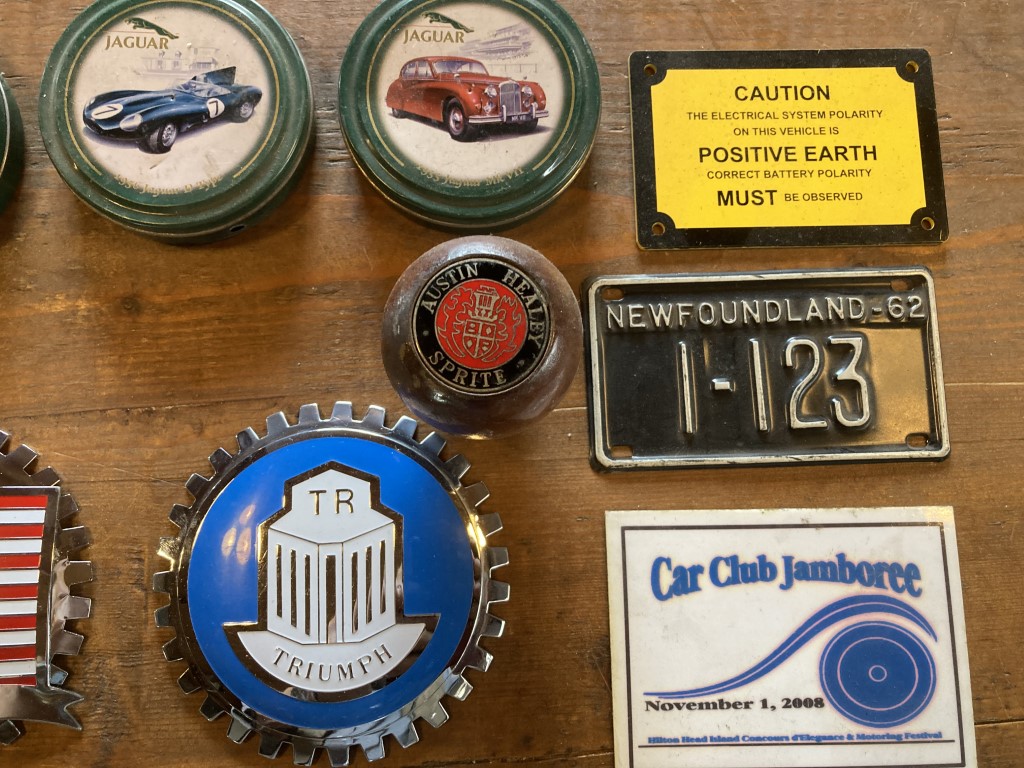 JAGUAR
7
7
JAGUAR
CAUTION
THE ELECTRICAL SYSTEM POLARITY
ON THIS VEHICLE IS
POSITIVE EARTH
CORRECT BATTERY POLARITY
MUST BE OBSERVED
AUSTIN HEALEY
SPRITE
NEWFOUNDLAND-62
1-123
TR
TRIUMPH
Car Club Jamboree
November 1, 2008
Hilton Head Island Concours d'Elegance & Motoring Festival